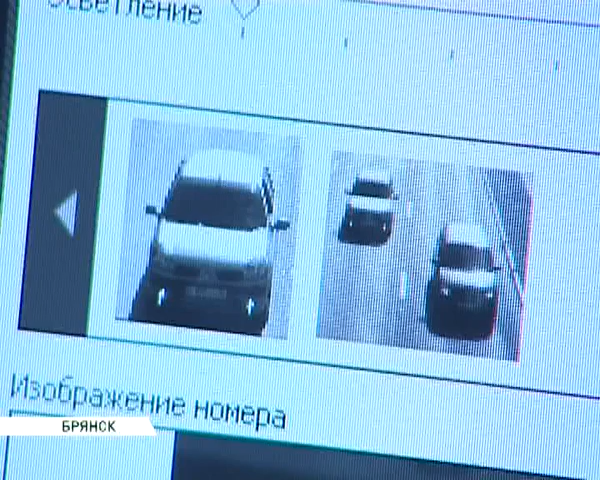 Осветление
Изображение номера
БРЯНСК